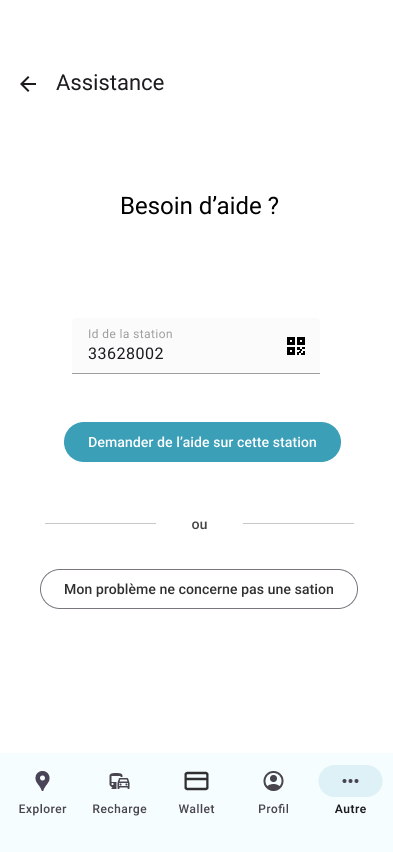 Assistance
Besoin d’aide ?
Id de la station
33628002
Demander de l’aide sur cette station
ou
Mon problème ne concerne pas une sation
Explorer
Recharge
Wallet
Profil
Autre